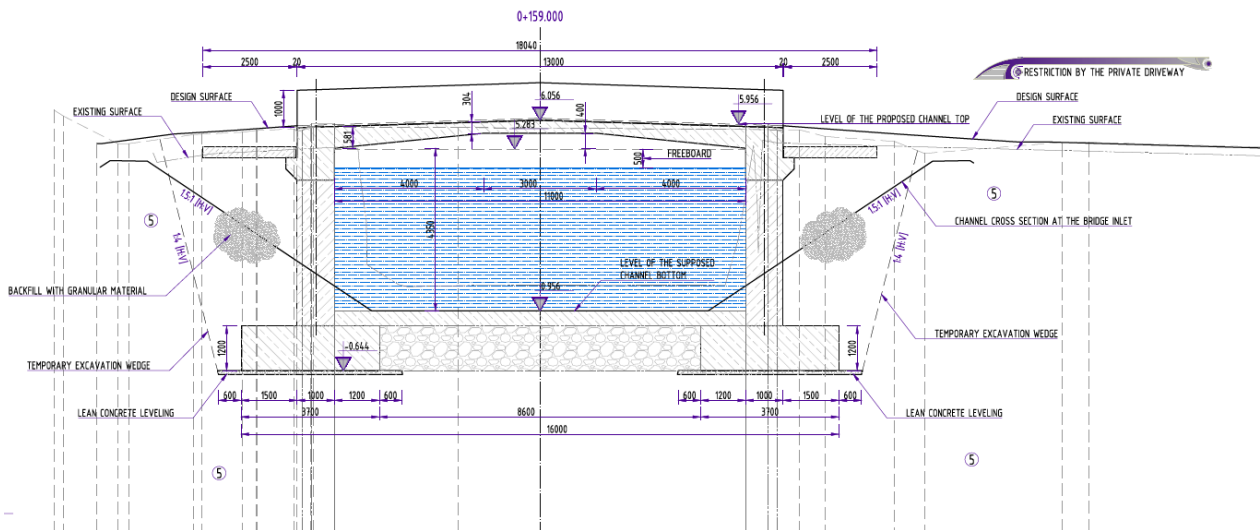 0+159.000
18040
2500 20 13000 20 2500
RESTRICTION BY THE PRIVATE DRIVEWAY
DESIGN SURFACE
EXISTING SURFACE
1000
304
6.056
400
5.956
DESIGN SURFACE
LEVEL OF THE PROPOSED CHANNEL TOP
EXISTING SURFACE
581
5.283
500
FREEBOARD
4000 3000 4000
11000
1.5:1 (H:V)
1.5:1 (H:V)
5
5
CHANNEL CROSS SECTION AT THE BRIDGE INLET
4350
1:4 (H:V)
1:4 (H:V)
LEVEL OF THE SUPPOSED
CHANNEL BOTTOM
BACKFILL WITH GRANULAR MATERIAL
0.956
TEMPORARY EXCAVATION WEDGE
1200
-0.644
1200
TEMPORARY EXCAVATION WEDGE
600 1500 1000 1200 600
600 1200 1000 1500 600
LEAN CONCRETE LEVELING
LEAN CONCRETE LEVELING
3700 8600 3700
16000
5
5